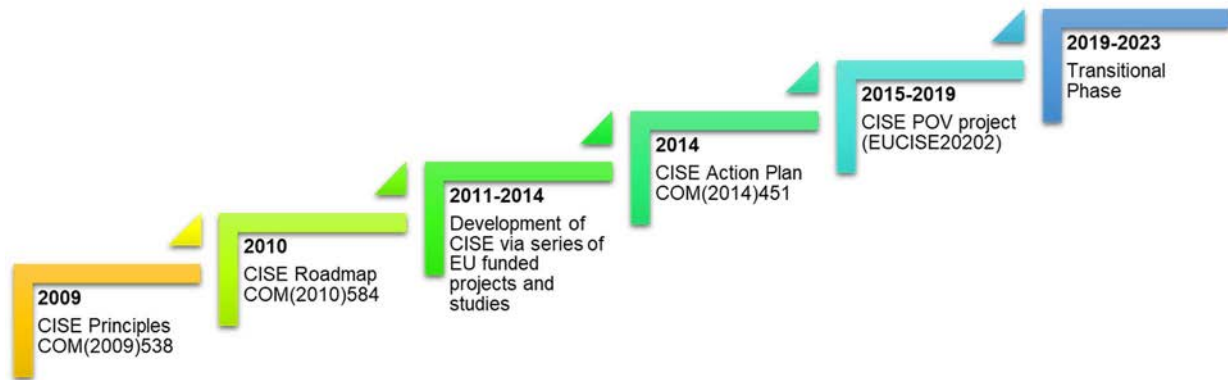 2009
CISE Principles
COM(2009)538
2010
CISE Roadmap
COM(2010)584
2011-2014
Development of
CISE via series of
EU funded
projects and
studies
2014
CISE Action Plan
COM(2014)451
2015-2019
CISE POV project
(EUCISE20202)
2019-2023
Transitional
Phase